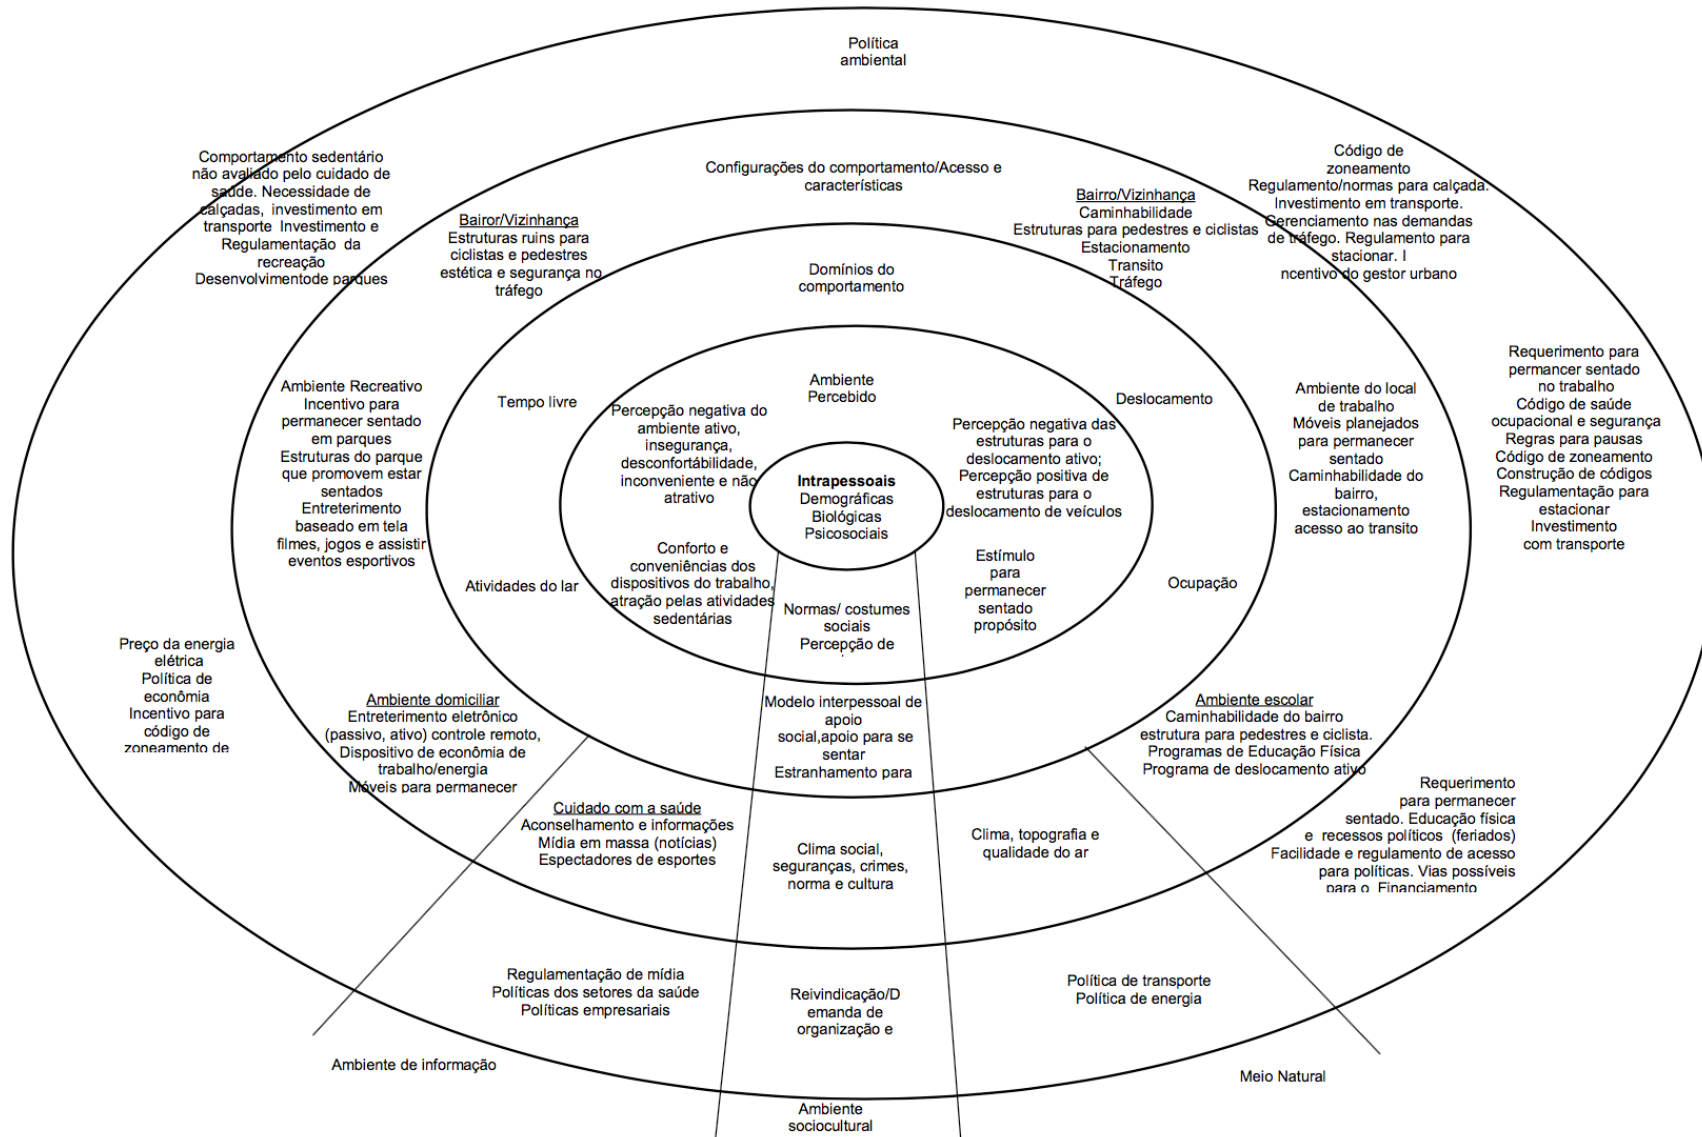 Política
ambiental
Comportamento sedentário
não avaliado pelo cuidado de
saúde. Necessidade de
calçadas, investimento em
transporte Investimento e
Regulamentação da
recreação
Desenvolvimentode parques
Configurações do comportamento/Acesso e
características
Código de
zoneamento
Regulamento/normas para calçada.
Investimento em transporte.
Gerenciamento nas demandas
de tráfego. Regulamento para
stacionar. I
ncentivo do gestor urbano
Bairor/Vizinhança
Estruturas ruins para
ciclistas e pedestres
estética e segurança no
tráfego
Bairro/Vizinhança
Caminhabilidade
Estruturas para pedestres e ciclistas
Estacionamento
Transito
Tráfego
Domínios do
comportamento
Ambiente Recreativo
Incentivo para
permanecer sentado
em parques
Estruturas do parque
que promovem estar
sentados
Entreterimento
baseado em tela
filmes, jogos e assistir
eventos esportivos
Tempo livre
Ambiente
Percebido
Deslocamento
Percepção negativa do
ambiente ativo,
insegurança,
desconfortábilidade,
inconveniente e não
atrativo
Percepção negativa das
estruturas para o
deslocamento ativo;
Percepção positiva de
estruturas para o
deslocamento de veículos
Intrapessoais
Demográficas
Biológicas
Psicosociais
Ambiente do local
de trabalho
Móveis planejados
para permanecer
sentado
Caminhabilidade do
bairro,
estacionamento
acesso ao transito
Requerimento para
permancer sentado
no trabalho
Código de saúde
ocupacional e segurança
Regras para pausas
Código de zoneamento
Construção de códigos
Regulamentação para
estacionar
Investimento
com transporte
Atividades do lar
Conforto e
conveniências dos
dispositivos do trabalho,
atração pelas atividades
sedentárias
Normas/ costumes
sociais
Percepção de
Estímulo
para
permanecer
sentado
propósito
Ocupação
Preço da energia
elétrica
Política de
econômia
Incentivo para
código de
zoneamento de
Ambiente domiciliar
Entreterimento eletrônico
(passivo, ativo) controle remoto,
Dispositivo de econômia de
trabalho/energia
Móveis para permanecer
Modelo interpessoal de
apoio
social,apoio para se
sentar
Estranhamento para
Ambiente escolar
Caminhabilidade do bairro
estrutura para pedestres e ciclista.
Programas de Educação Física
Programa de deslocamento ativo
Cuidado com a saúde
Aconselhamento e informações
Mídia em massa (notícias)
Espectadores de esportes
Clima social,
seguranças, crimes,
norma e cultura
Clima, topografia e
qualidade do ar
Requerimento
para permanecer
sentado. Educação física
e recessos políticos (feriados)
Facilidade e regulamento de acesso
para políticas. Vias possíveis
para o Financiamento
Regulamentação de mídia
Políticas dos setores da saúde
Políticas empresariais
Reivindicação/D
emanda de
organização e
Política de transporte
Política de energia
Ambiente de informação
Ambiente
sociocultural
Meio Natural